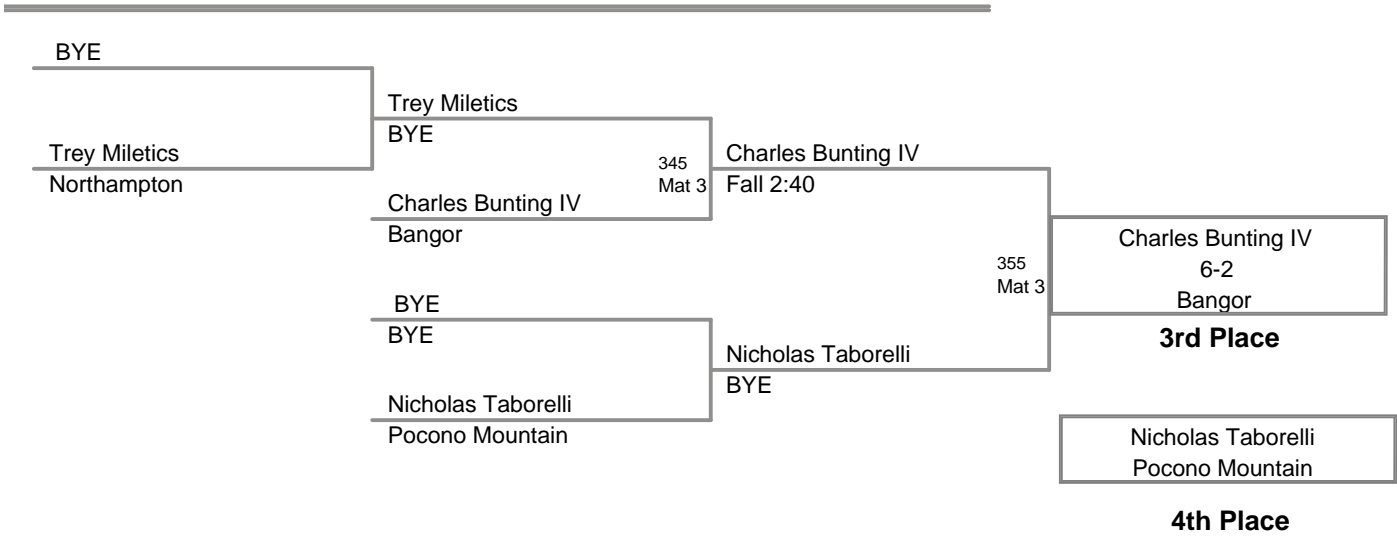 BYE
Trey Miletics
Northampton
Trey Miletics
BYE
345
Mat 3
Charles Bunting IV
Bangor
Charles Bunting IV
Fall 2:40
BYE
BYE
Nicholas Taborelli
Pocono Mountain
Nicholas Taborelli
BYE
355
Mat 3
Charles Bunting IV
6-2
Bangor
3rd Place
Nicholas Taborelli
Pocono Mountain
4th Place